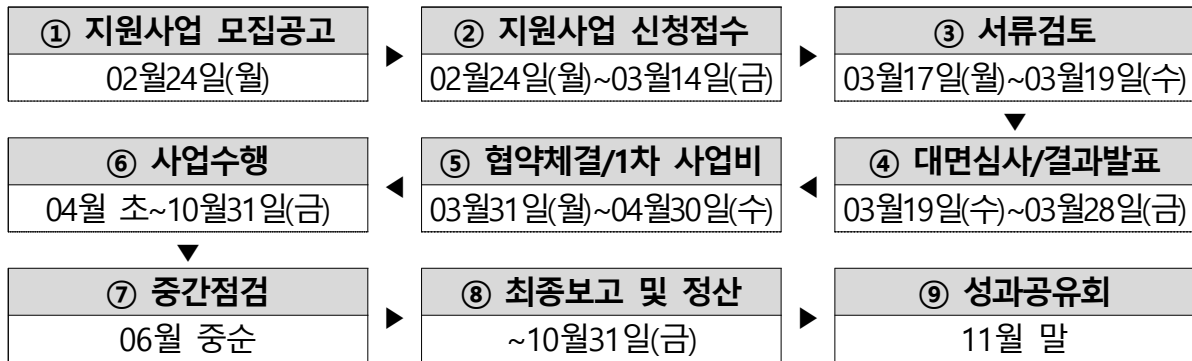 ① 지원사업 모집공고
02월24일(월)
▶
② 지원사업 신청접수
02월24일(월)~03월14일(금)
▶
③ 서류검토
03월17일(월)~03월19일(수)
▼
④ 대면심사/결과발표
03월19일(수)~03월28일(금)
◀
⑤ 협약체결/1차 사업비
03월31일(월)~04월30일(수)
◀
⑥ 사업수행
04월 초~10월31일(금)
▼
⑦ 중간점검
06월 중순
▶
⑧ 최종보고 및 정산
~10월31일(금)
▶
⑨ 성과공유회
11월 말